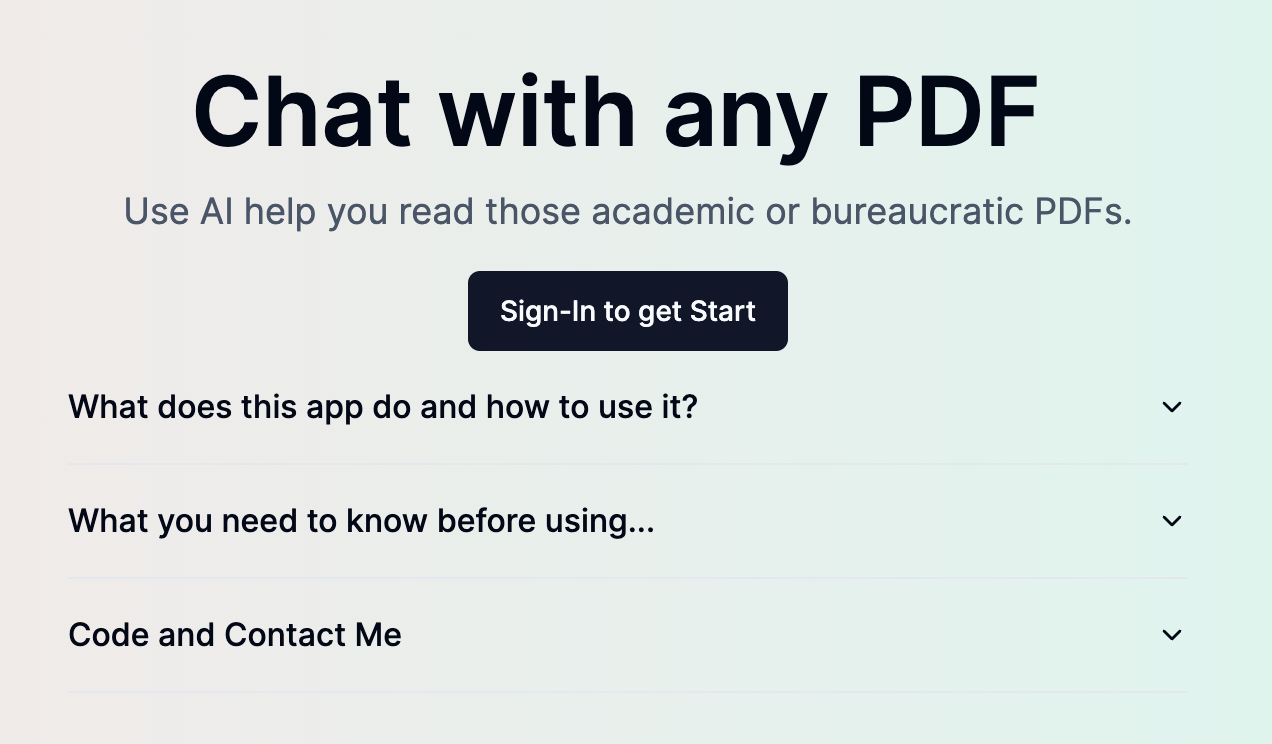 Chat with any PDF
Use AI help you read those academic or bureaucratic PDFs.
Sign-In to get Start
What does this app do and how to use it?
What you need to know before using...
Code and Contact Me